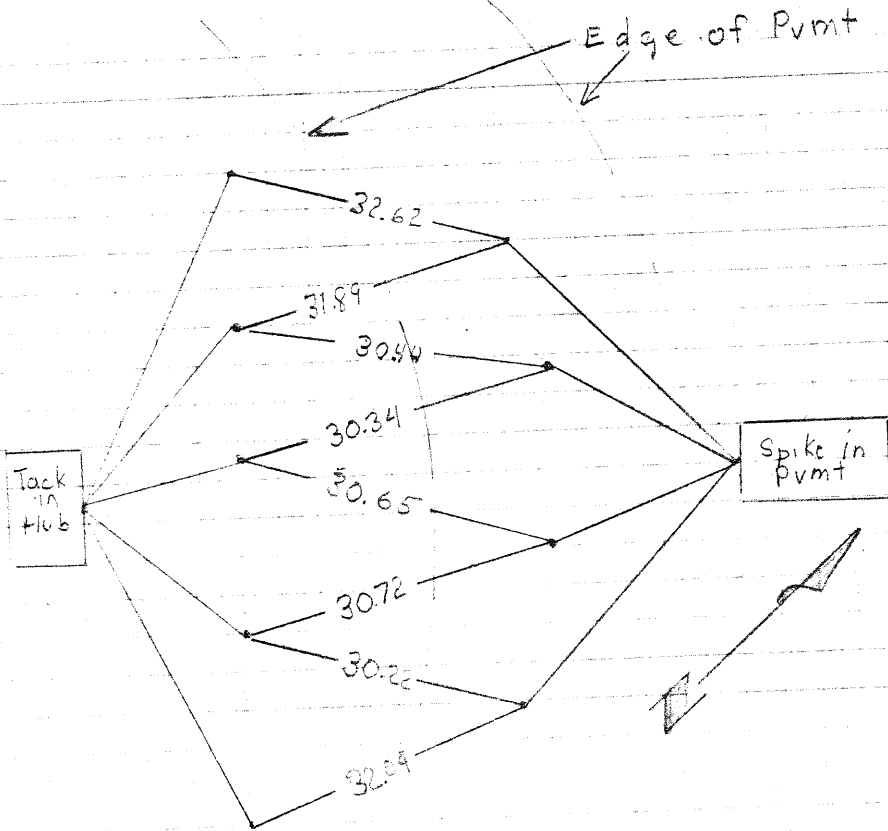 Edge of Pvmt
32.62
31.89
30.34
30.65
Tack
in
Hub
Spike in
Pvmt
30.72
30.22
32.09